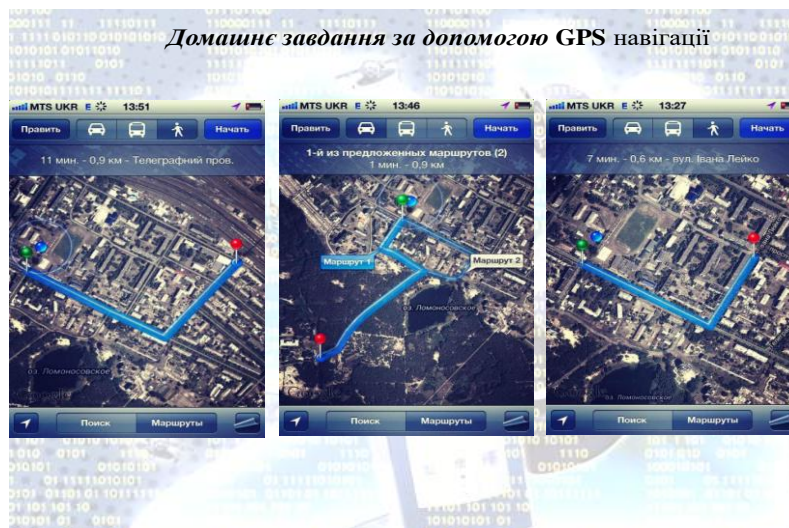 Домашнє завдання за допомогою GPS навігації
MTS UKR E 13:51
Править
Начать
11 мин. - 0,9 км - Телеграфний пров.
оз. Ломоносовское
Поиск
Маршруты
MTS UKR E 13:46
Править
Начать
1-й из предложенных маршрутов (2)
1 мин. - 0,9 км
Маршрут 1
Маршрут 2
оз. Ломоносовское
Поиск
Маршруты
MTS UKR E 13:27
Править
Начать
7 мин. - 0,6 км - вул. Івана Лейко
оз. Ломоносовское
Поиск
Маршруты